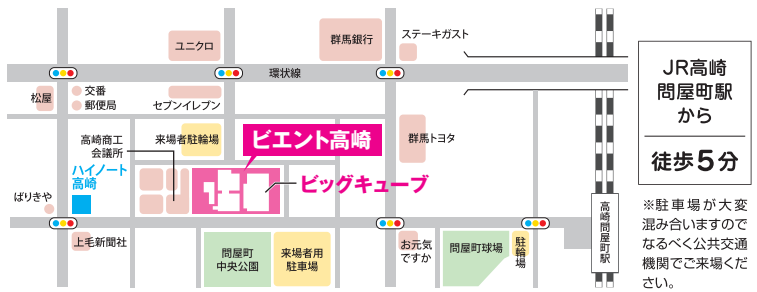 ユニクロ
群馬銀行
ステーキガスト
環状線
松屋
交番
郵便局
セブンイレブン
高崎商工
会議所
来場者駐輪場
ビエント高崎
群馬トヨタ
ハイノート
高崎
ビッグキューブ
ぱりきや
上毛新聞社
問屋町
中央公園
来場者用
駐車場
お元気
ですか
問屋町球場
駐輪場
高崎問屋町駅
JR高崎
問屋町駅
から
徒歩5分
※駐車場が大変
混み合いますので
なるべく公共交通
機関でご来場くだ
さい。